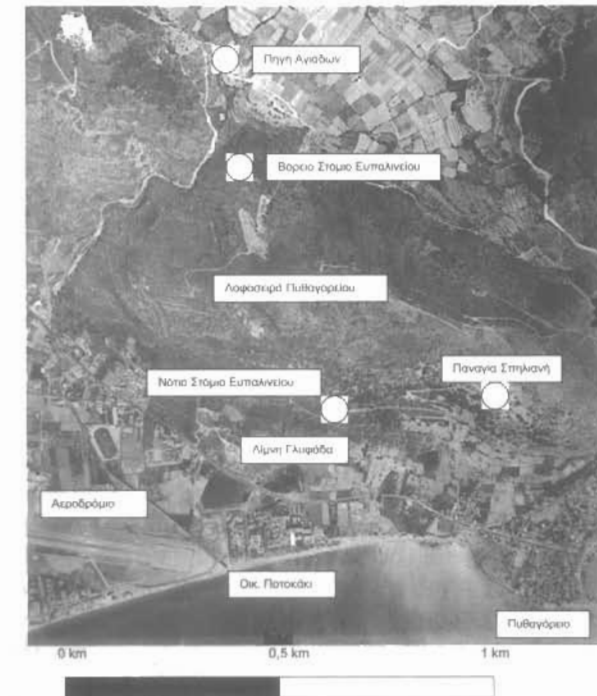 Πηγη Αγιαδων
Βορειο Στομιο Ευπαλινείου
Λοφοσειρά Πυθαγορείου
Παναγία Σπηλιανή
Νότιο Στόμιο Ευπαλινείου
Λίμνη Γλυφάδα
Αεροδρόμιο
Οικ. Ποτοκάκι
Πυθαγόρειο
0 km 0,5 km 1 km